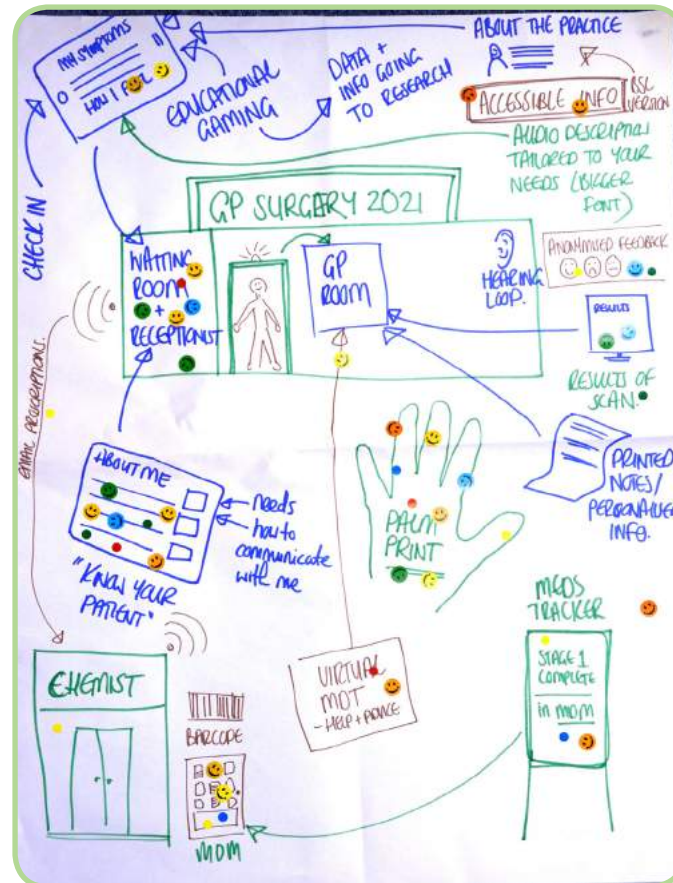 MY SYMPTOMS
HOW I FEEL
ABOUT THE PRACTICE
EDUCATIONAL
GAMING
DATA +
INFO GOING
TO RESEARCH
ACCESSIBLE INFO
BSL
VERSION
AUDIO DESCRIPTION
TAILORED TO YOUR
NEEDS (BIGGER
FONT)
CHECK IN
GP SURGERY 2021
ANONYMISED FEEDBACK
WAITING
ROOM
+
RECEPTIONIST
GP
ROOM
HEARING
LOOP.
RESULTS
RESULTS OF
SCAN.
EMAIL PRESCRIPTIONS.
ABOUT ME
needs
how to
communicate
with me
"KNOW YOUR
PATIENT"
PALM
PRINT
PRINTED
NOTES/
PERSONALISED
INFO.
MEDS
TRACKER
STAGE 1
COMPLETE
in MOM
VIRTUAL
MDT
- HELP + ADVICE
CHEMIST
BARCODE
MOM